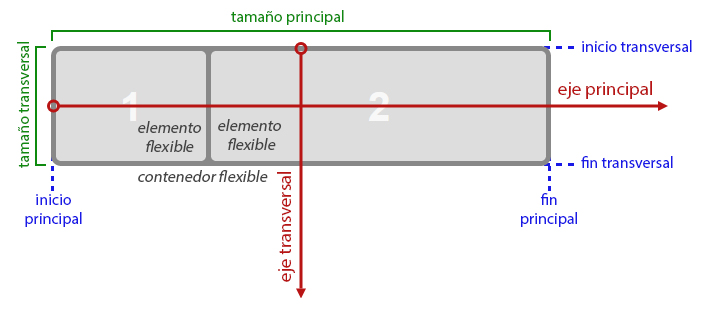 tamaño principal
tamaño transversal
inicio transversal
eje principal
1
2
elemento
flexible
elemento
flexible
fin transversal
contenedor flexible
eje transversal
inicio
principal
fin
principal